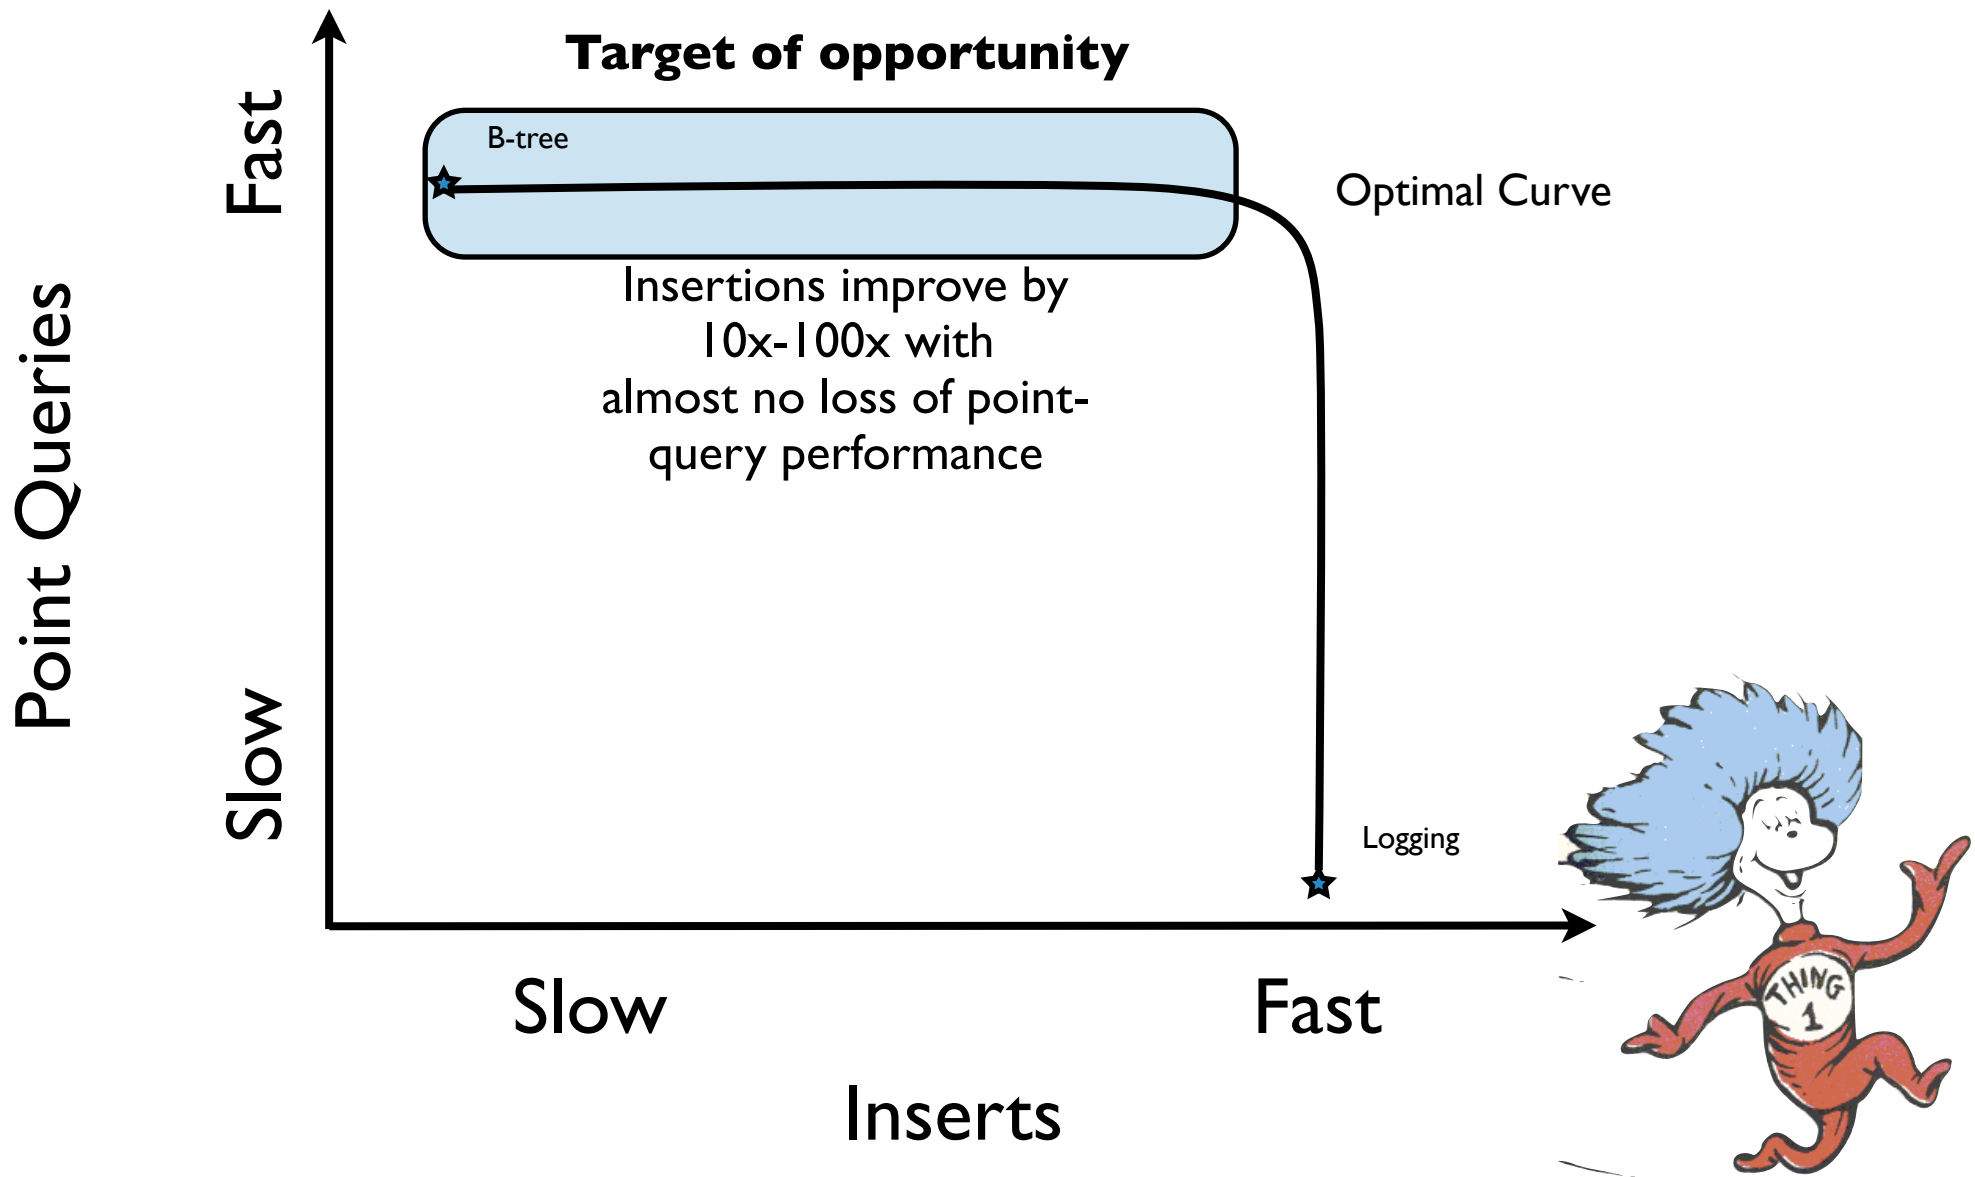 Target of opportunity
B-tree
Optimal Curve
Insertions improve by
10x-100x with
almost no loss of point-
query performance
Point Queries
Fast
Slow
Logging
Slow
Fast
Inserts
THING
1